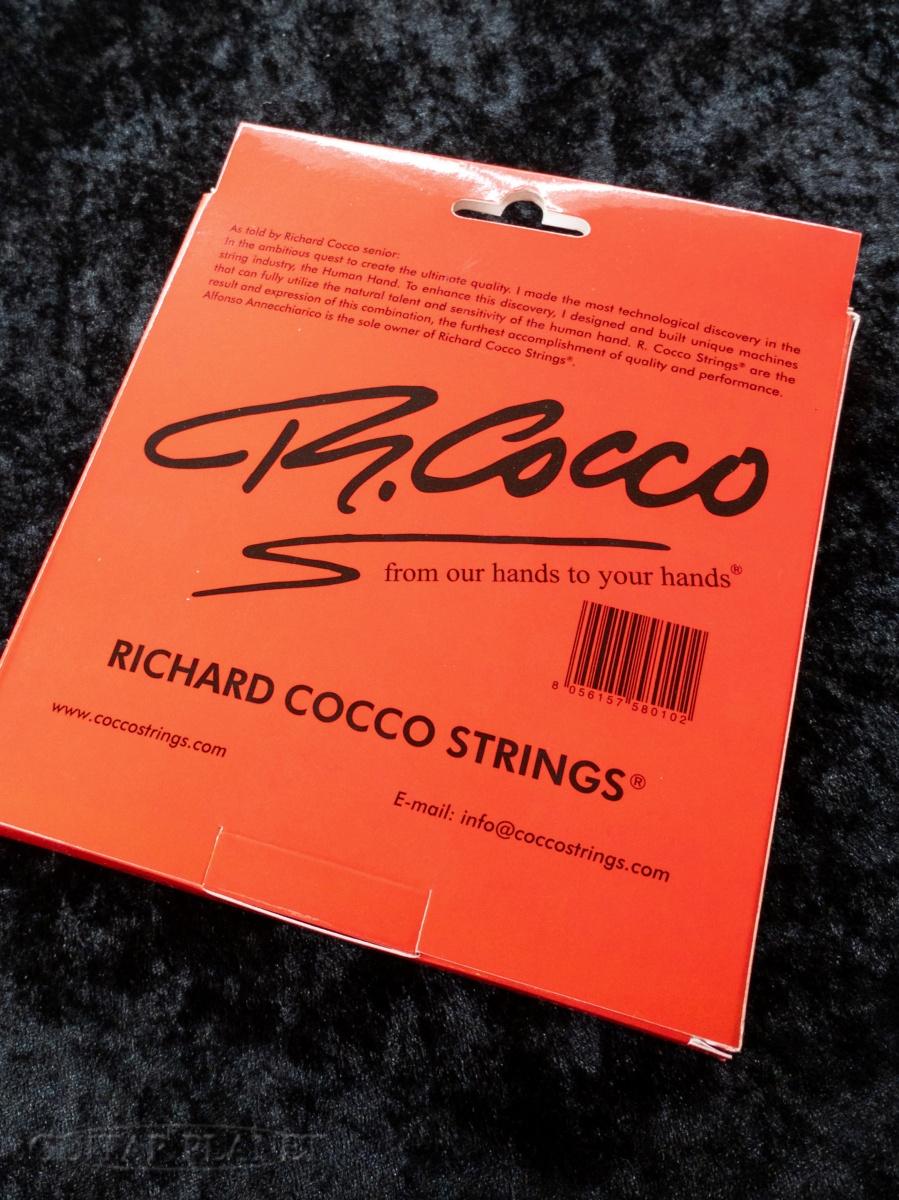 As told by Richard Cocco senior:
In the ambitious quest to create the ultimate quality. I made the most technological discovery in the
string industry, the Human Hand. To enhance this discovery, I designed and built unique machines
that can fully utilize the natural talent and sensitivity of the human hand. R. Cocco Strings® are the
result and expression of this combination, the furthest accomplishment of quality and performance.
Alfonso Annecchiarico is the sole owner of Richard Cocco Strings®.
R. Cocco
from our hands to your hands®
8 056157 580102
RICHARD COCCO STRINGS®
www.coccostrings.com
E-mail: info@coccostrings.com
GUITAR PLANET